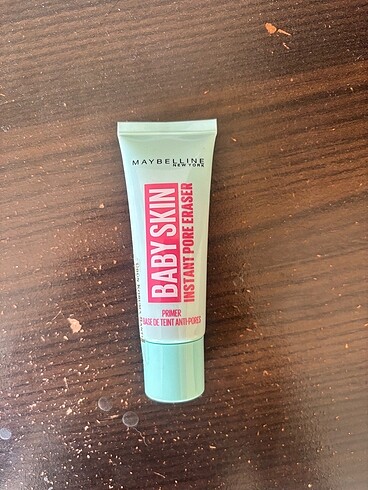 MAYBELLINE
NEW YORK
BABY SKIN
INSTANT PORE ERASER
PRIMER
BASE DE TEINT ANTI-PORES